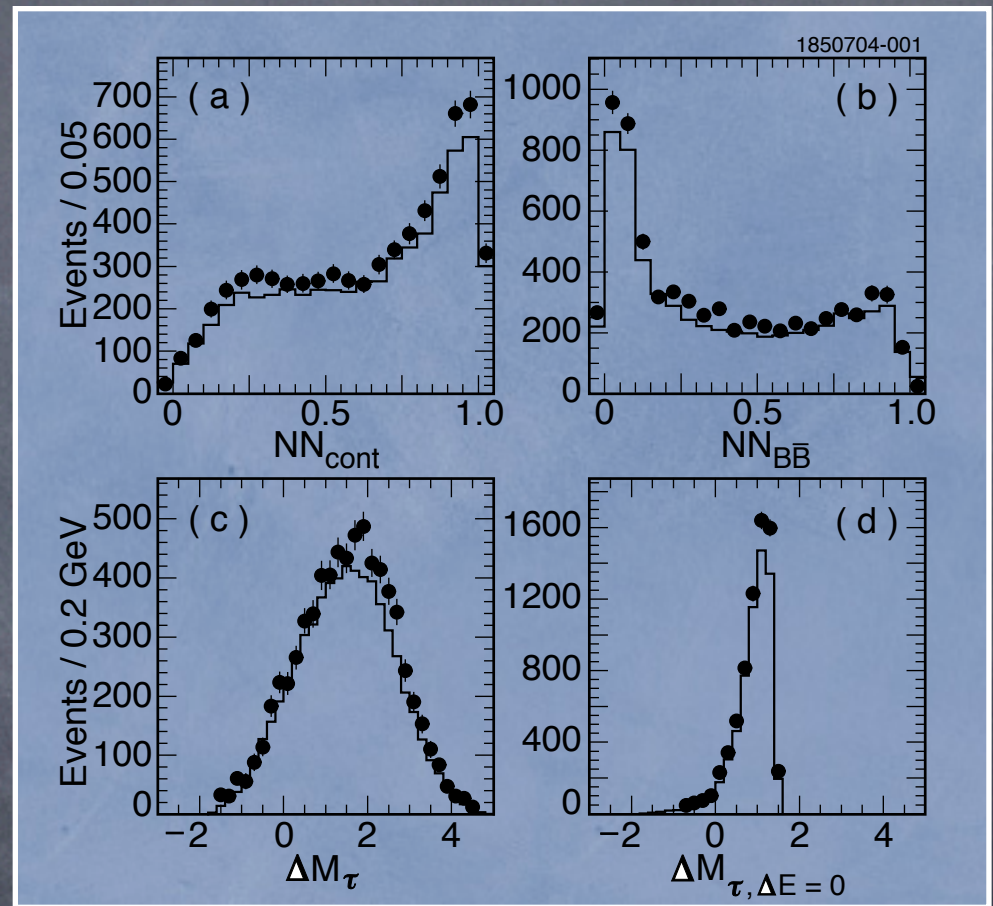 1850704-001
( a )
Events / 0.05
700
600
500
400
300
200
100
0
0 0.5 1.0
NNcont
( b )
1000
800
600
400
200
0
0 0.5 1.0
NNBB̅
( c )
Events / 0.2 GeV
500
400
300
200
100
0
−2 0 2 4
ΔMτ
( d )
1600
1200
800
400
0
−2 0 2 4
ΔMτ, ΔE = 0